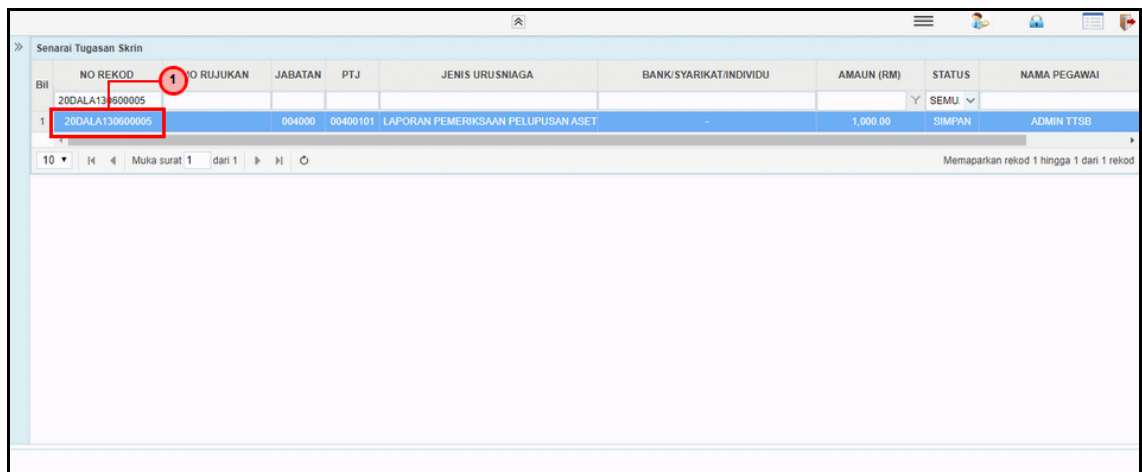 Senarai Tugasan Skrin
Bil NO REKOD 1 NO RUJUKAN JABATAN PTJ JENIS URUSNIAGA BANK/SYARIKAT/INDIVIDU AMAUN (RM) STATUS NAMA PEGAWAI
20DALA130600005 SEMU.
1 20DALA130600005 004000 00400101 LAPORAN PEMERIKSAAN PELUPUSAN ASET - 1,000.00 SIMPAN ADMIN TTSB
10 Muka surat 1 dari 1 Memaparkan rekod 1 hingga 1 dari 1 rekod